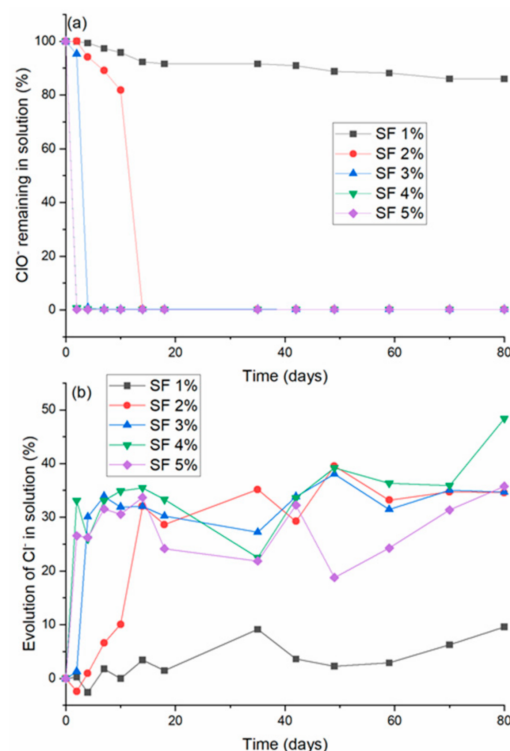 (a)
100
80
60
40
20
0
ClO⁻ remaining in solution (%)
SF 1%
SF 2%
SF 3%
SF 4%
SF 5%
0 20 40 60 80
Time (days)
(b)
50
40
30
20
10
0
Evolution of Cl⁻ in solution (%)
SF 1%
SF 2%
SF 3%
SF 4%
SF 5%
0 20 40 60 80
Time (days)